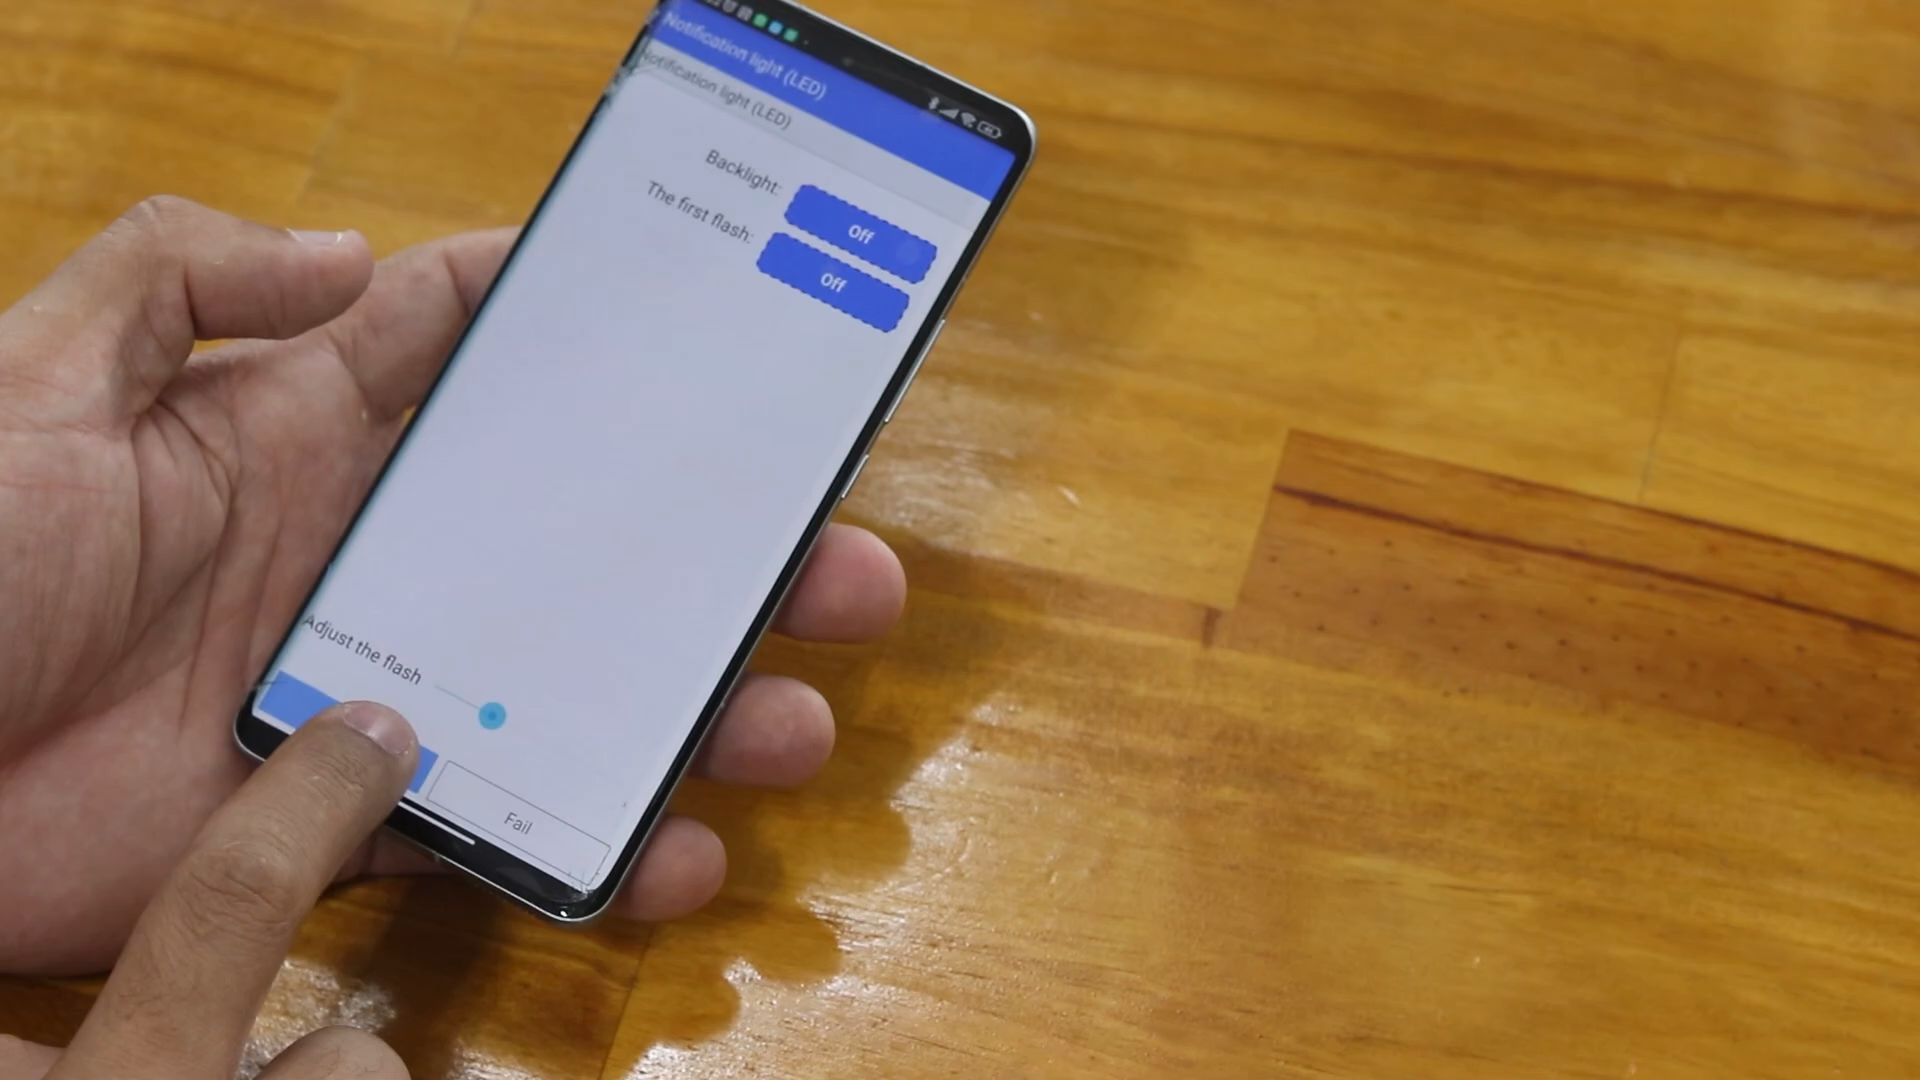 Notification light (LED)
Notification light (LED)
Backlight:
Off
The first flash:
Off
Adjust the flash
Fail